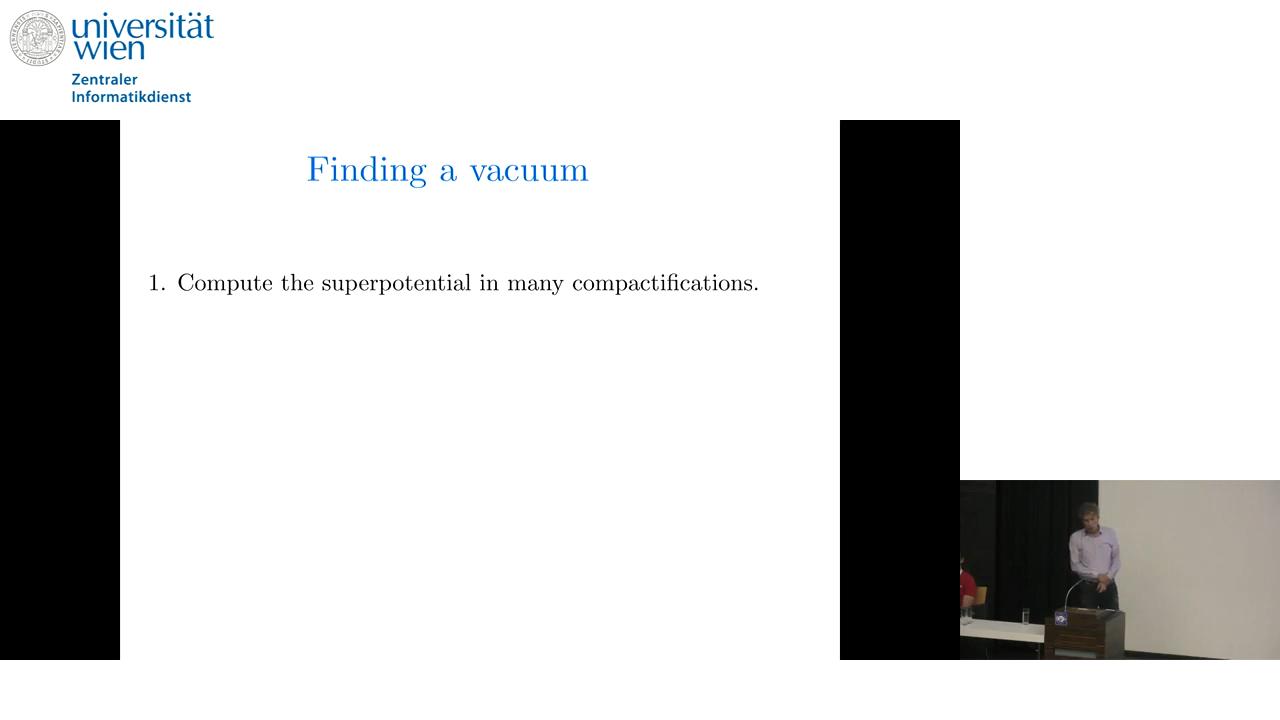 universität
wien
Zentraler
Informatikdienst
Finding a vacuum
1. Compute the superpotential in many compactifications.